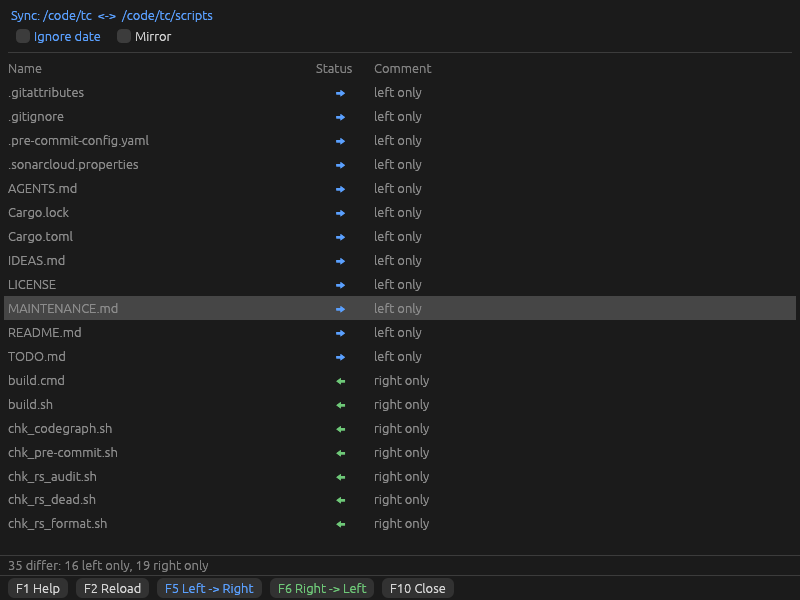 Sync: /code/tc <-> /code/tc/scripts
Ignore date Mirror
Name Status Comment
.gitattributes left only
.gitignore left only
.pre-commit-config.yaml left only
.sonarcloud.properties left only
AGENTS.md left only
Cargo.lock left only
Cargo.toml left only
IDEAS.md left only
LICENSE left only
MAINTENANCE.md left only
README.md left only
TODO.md left only
build.cmd right only
build.sh right only
chk_codegraph.sh right only
chk_pre-commit.sh right only
chk_rs_audit.sh right only
chk_rs_dead.sh right only
chk_rs_format.sh right only
35 differ: 16 left only, 19 right only
F1 Help F2 Reload F5 Left -> Right F6 Right -> Left F10 Close